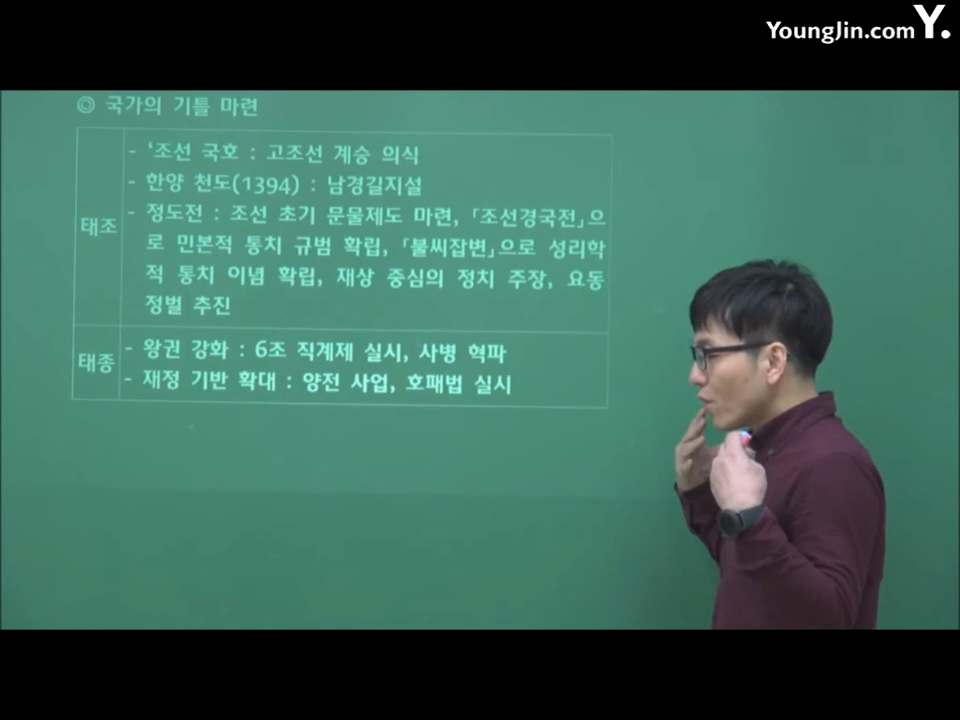 YoungJin.com Y.
◎ 국가의 기틀 마련
- ‘조선 국호 : 고조선 계승 의식
- 한양 천도(1394) : 남경길지설
태조
- 정도전 : 조선 초기 문물제도 마련, 「조선경국전」으
로 민본적 통치 규범 확립, 「불씨잡변」으로 성리학
적 통치 이념 확립, 재상 중심의 정치 주장, 요동
정벌 추진
태종
- 왕권 강화 : 6조 직계제 실시, 사병 혁파
- 재정 기반 확대 : 양전 사업, 호패법 실시